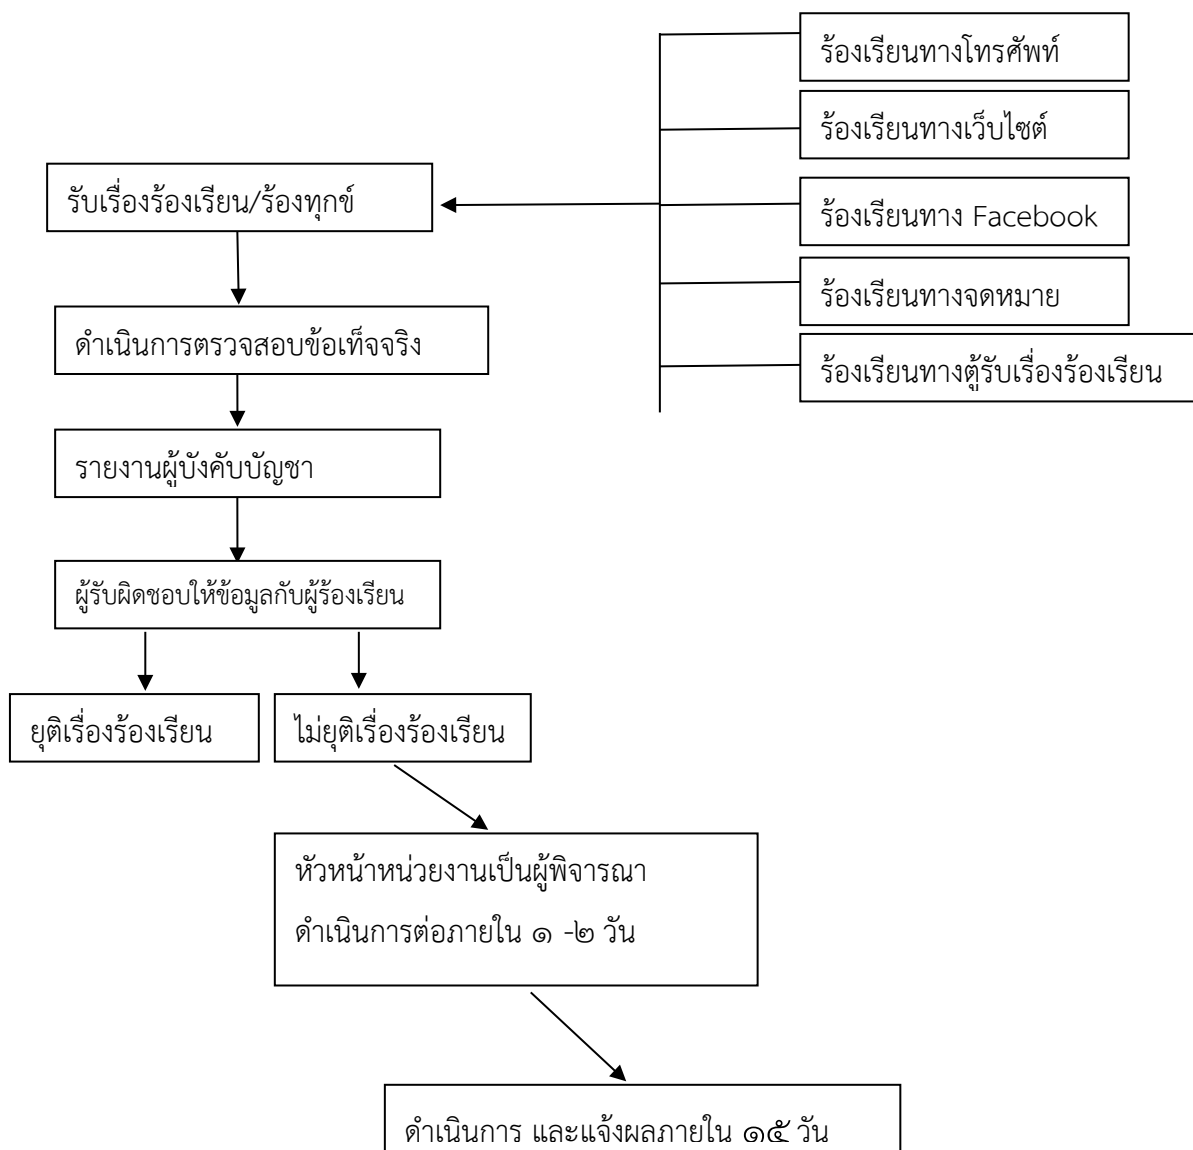 ร้องเรียนทางโทรศัพท์
ร้องเรียนทางเว็บไซต์
ร้องเรียนทาง Facebook
ร้องเรียนทางจดหมาย
ร้องเรียนทางตู้รับเรื่องร้องเรียน
รับเรื่องร้องเรียน/ร้องทุกข์
ดำเนินการตรวจสอบข้อเท็จจริง
รายงานผู้บังคับบัญชา
ผู้รับผิดชอบให้ข้อมูลกับผู้ร้องเรียน
ยุติเรื่องร้องเรียน
ไม่ยุติเรื่องร้องเรียน
หัวหน้าหน่วยงานเป็นผู้พิจารณา
ดำเนินการต่อภายใน ๑ -๒ วัน
ดำเนินการ และแจ้งผลภายใน ๑๕ วัน